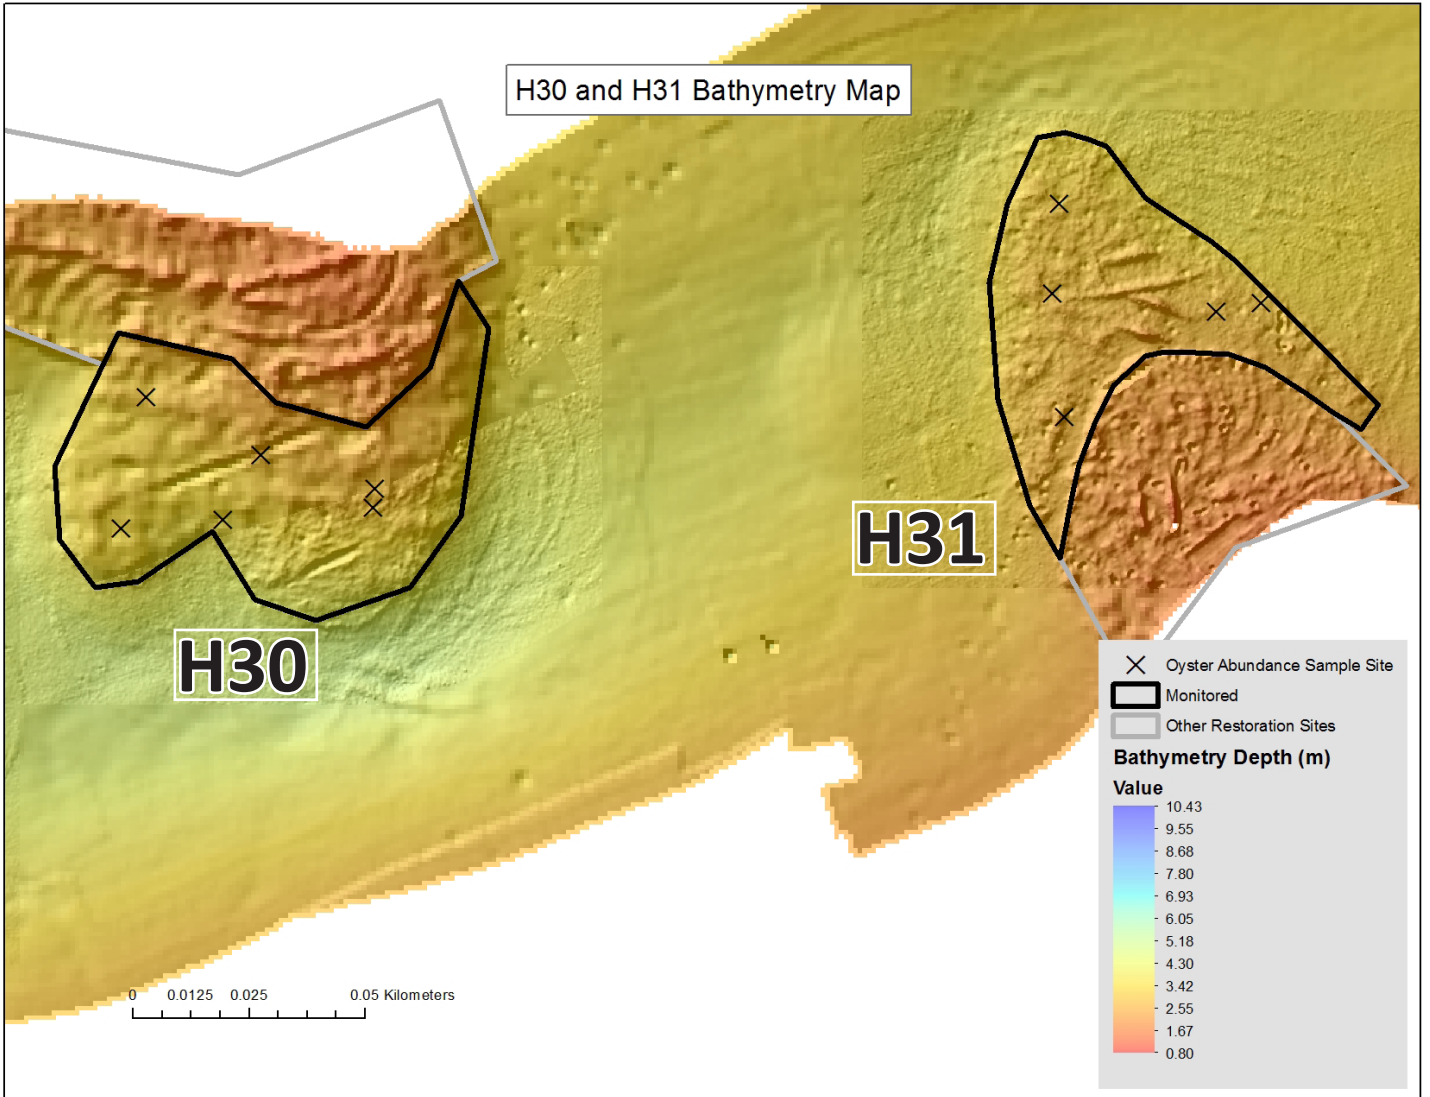 H30 and H31 Bathymetry Map
H31
H30
Oyster Abundance Sample Site
Monitored
Other Restoration Sites
Bathymetry Depth (m)
Value
10.43
9.55
8.68
7.80
6.93
6.05
5.18
4.30
3.42
2.55
1.67
0.80
0 0.0125 0.025 0.05 Kilometers